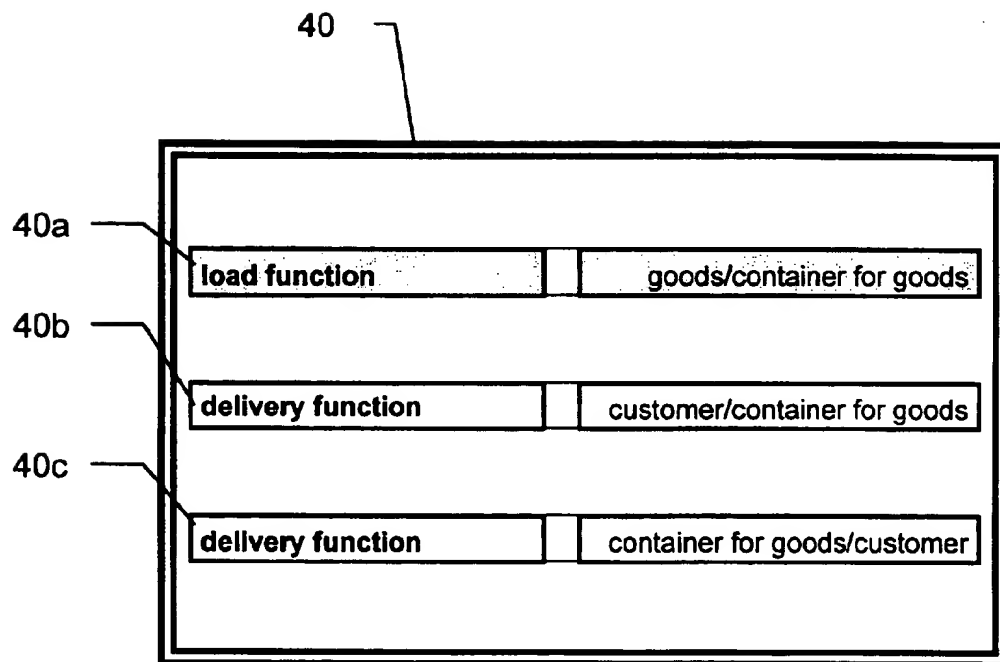 40
40a
load function goods/container for goods
40b
delivery function customer/container for goods
40c
delivery function container for goods/customer